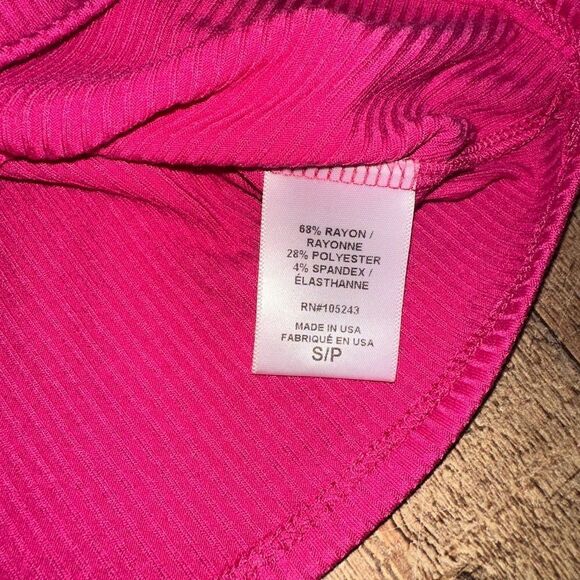 68% RAYON /
RAYONNE
28% POLYESTER
4% SPANDEX /
ÉLASTHANNE
RN#105243
MADE IN USA
FABRIQUÉ EN USA
S/P